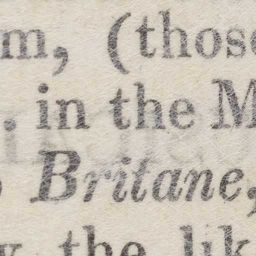 m, (those
. in the M
Britane,
the lik